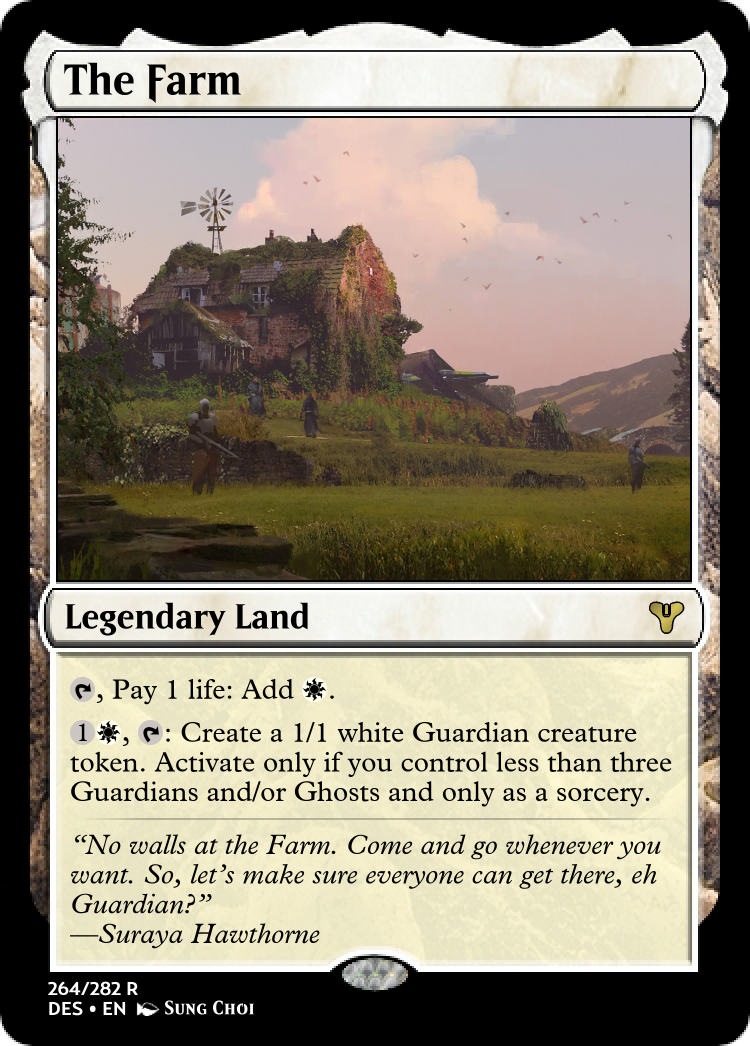 The Farm
Legendary Land
, Pay 1 life: Add .
1, : Create a 1/1 white Guardian creature
token. Activate only if you control less than three
Guardians and/or Ghosts and only as a sorcery.
“No walls at the Farm. Come and go whenever you
want. So, let’s make sure everyone can get there, eh
Guardian?”
—Suraya Hawthorne
264/282 R
DES • EN Sung Choi